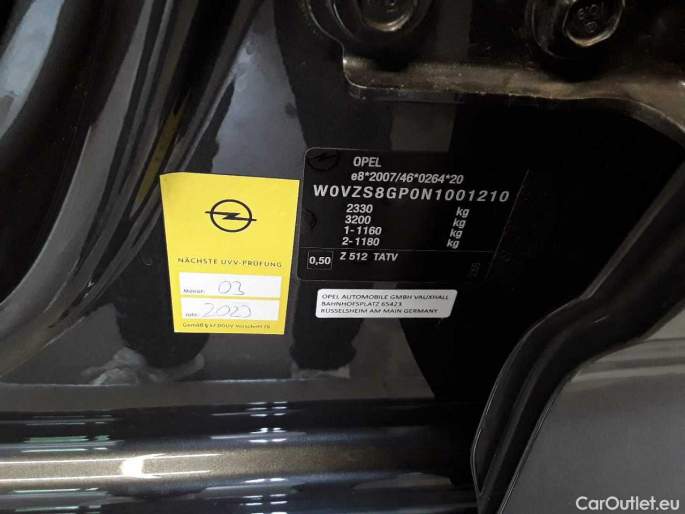 OPEL
e8*2007/46*0264*20
W0VZS8GP0N1001210
2330 kg
3200 kg
1-1160 kg
2-1180 kg
0,50 Z 512 TATV
OPEL AUTOMOBILE GMBH VAUXHALL
BAHNHOFSPLATZ 65423
RÜSSELSHEIM AM MAIN GERMANY
NÄCHSTE UVV-PRÜFUNG
Monat: 03
Jahr: 2023
CarOutlet.eu